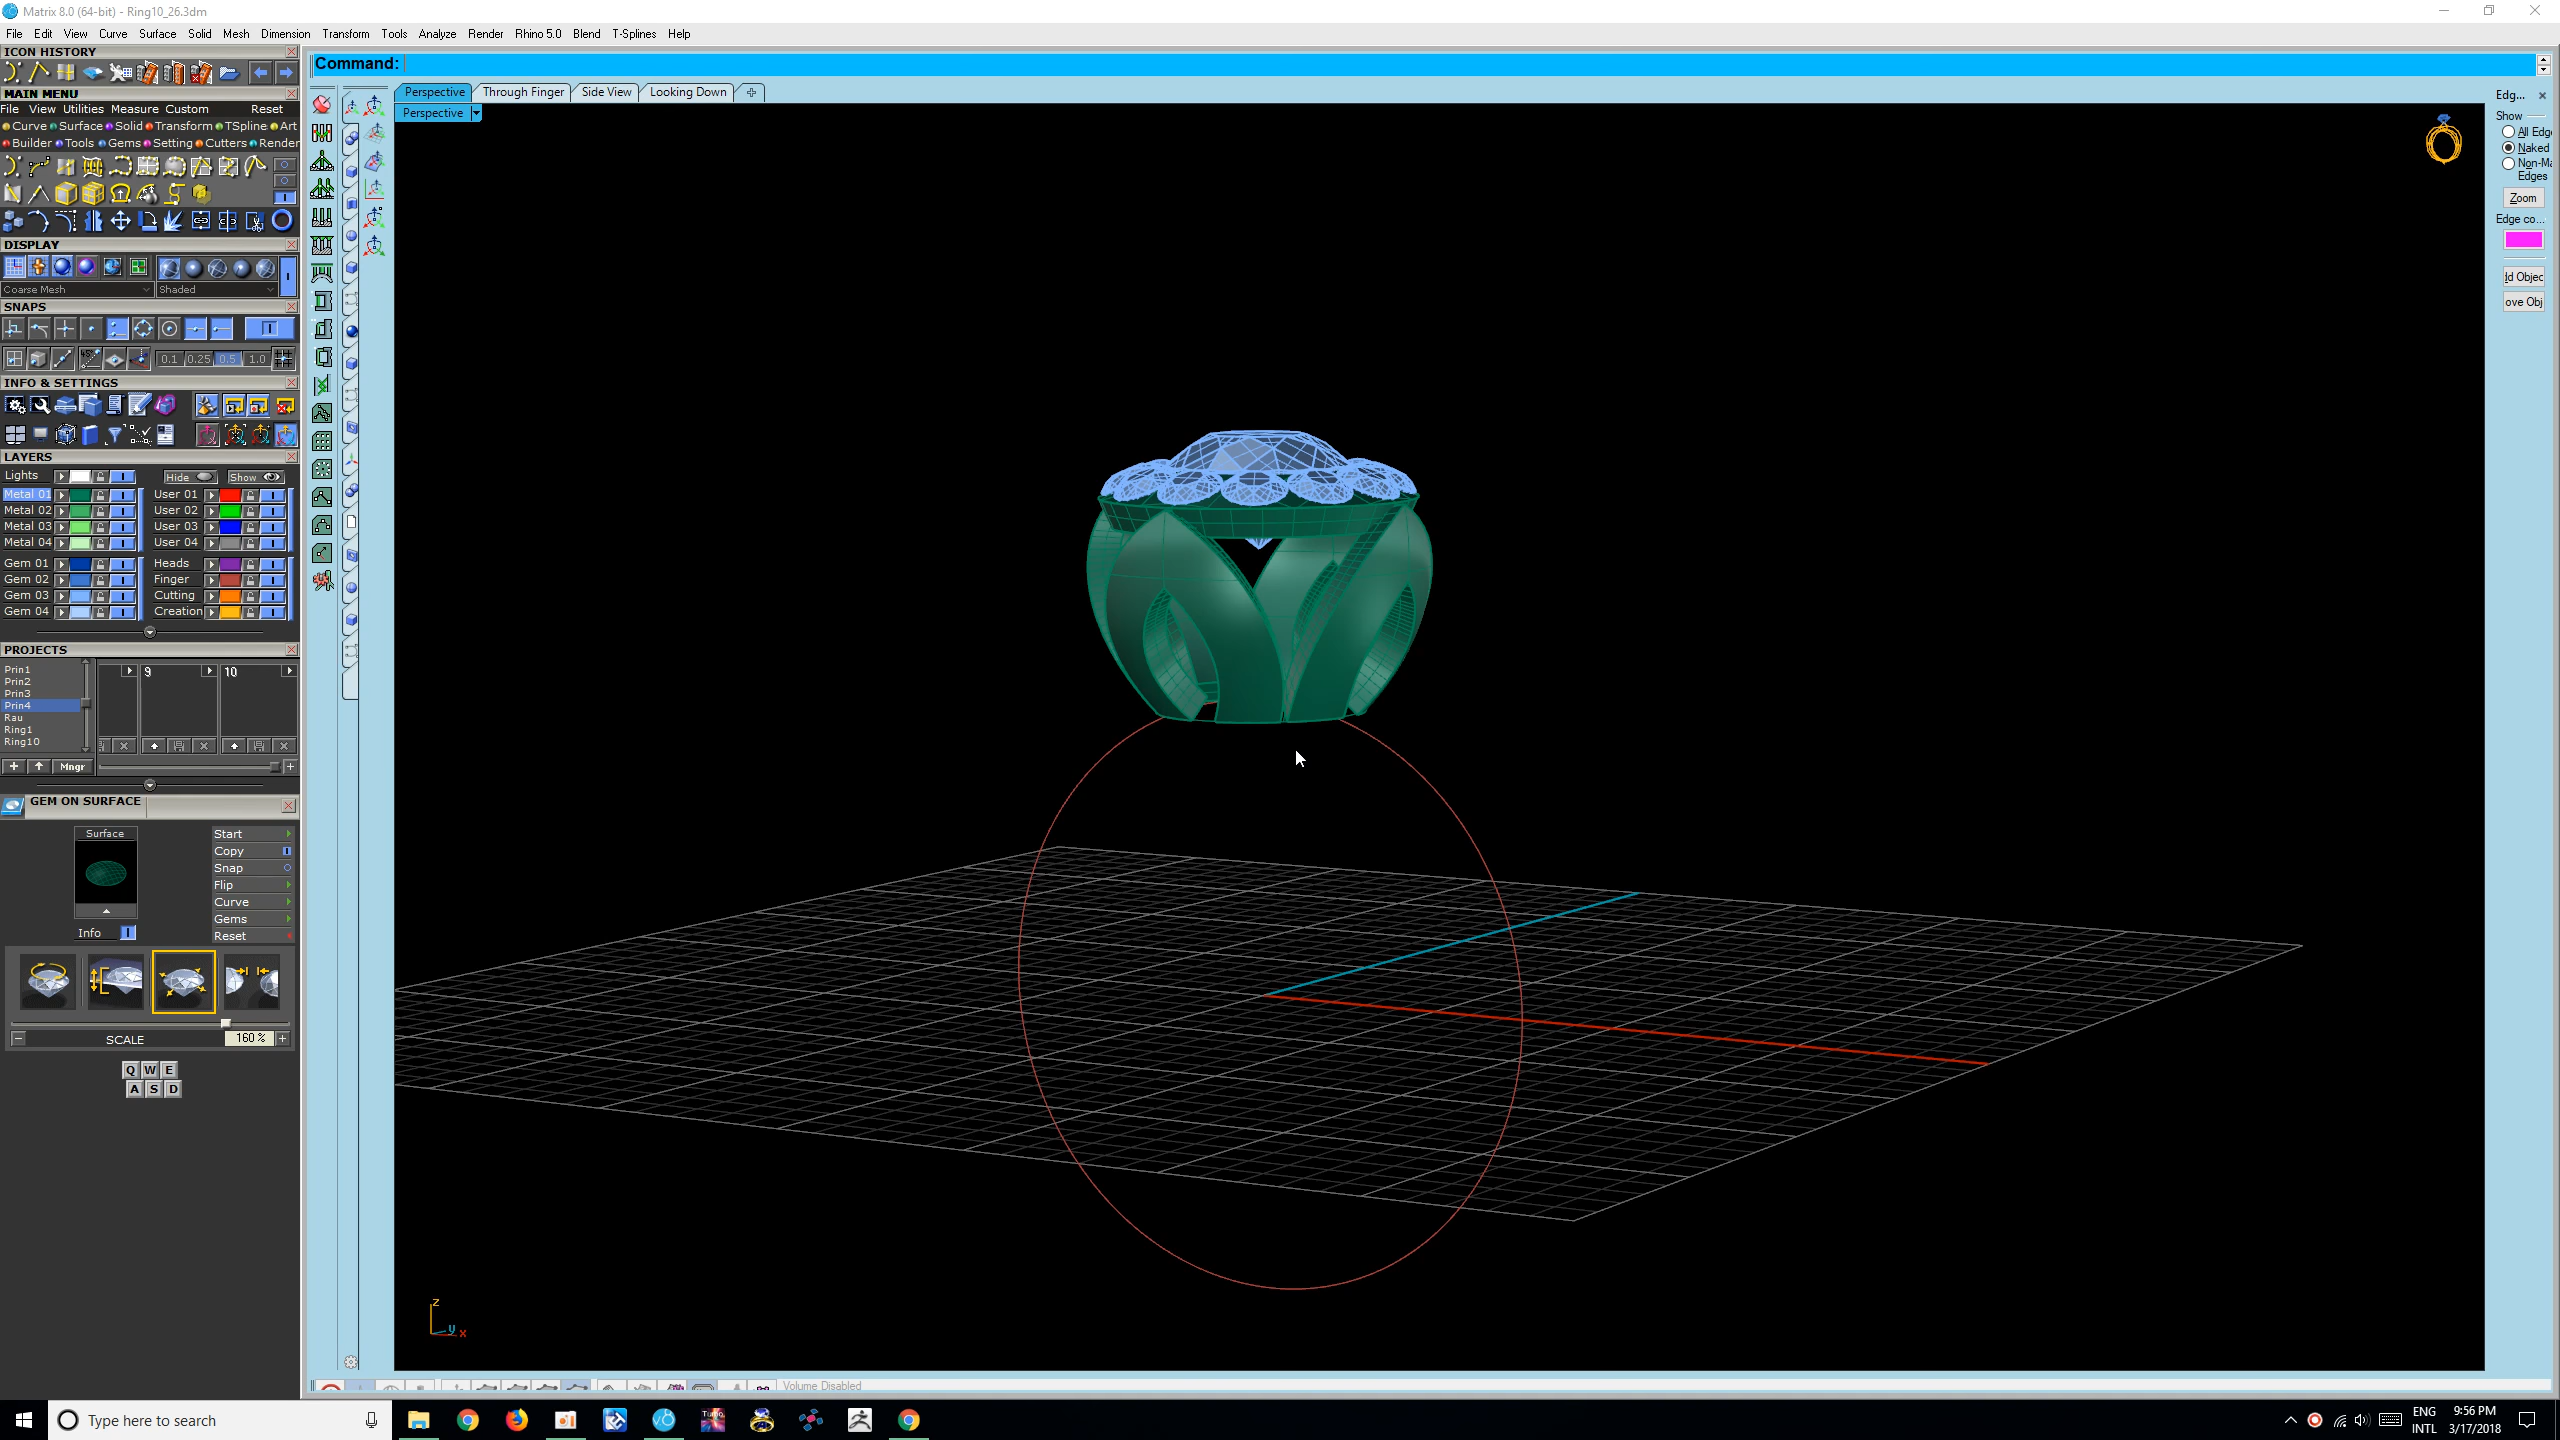 Matrix 8.0 (64-bit) - Ring10_26.3dm
File Edit View Curve Surface Solid Mesh Dimension Transform Tools Analyze Render Rhino 5.0 Blend T-Splines Help
ICON HISTORY
Command:
MAIN MENU
File View Utilities Measure Custom Reset
Curve Surface Solid Transform TSpline Art
Builder Tools Gems Setting Cutters Render
Perspective Through Finger Side View Looking Down
Perspective
DISPLAY
Coarse Mesh Shaded
SNAPS
0.1 0.25 0.5 1.0
INFO & SETTINGS
LAYERS
Lights Hide Show
Metal 01 User 01
Metal 02 User 02
Metal 03 User 03
Metal 04 User 04
Gem 01 Heads
Gem 02 Finger
Gem 03 Cutting
Gem 04 Creation
PROJECTS
Prin1
Prin2
Prin3
Prin4
Rau
Ring1
Ring10
9 10
Mngr
GEM ON SURFACE
Surface
Info
Start
Copy
Snap
Flip
Curve
Gems
Reset
SCALE 160 %
Q W E
A S D
Edg...
Show
All Edg
Naked
Non-Ma
Edges
Zoom
Edge co...
d Objec
ove Obj
z
y x
Volume Disabled
Type here to search
ENG
INTL
9:56 PM
3/17/2018